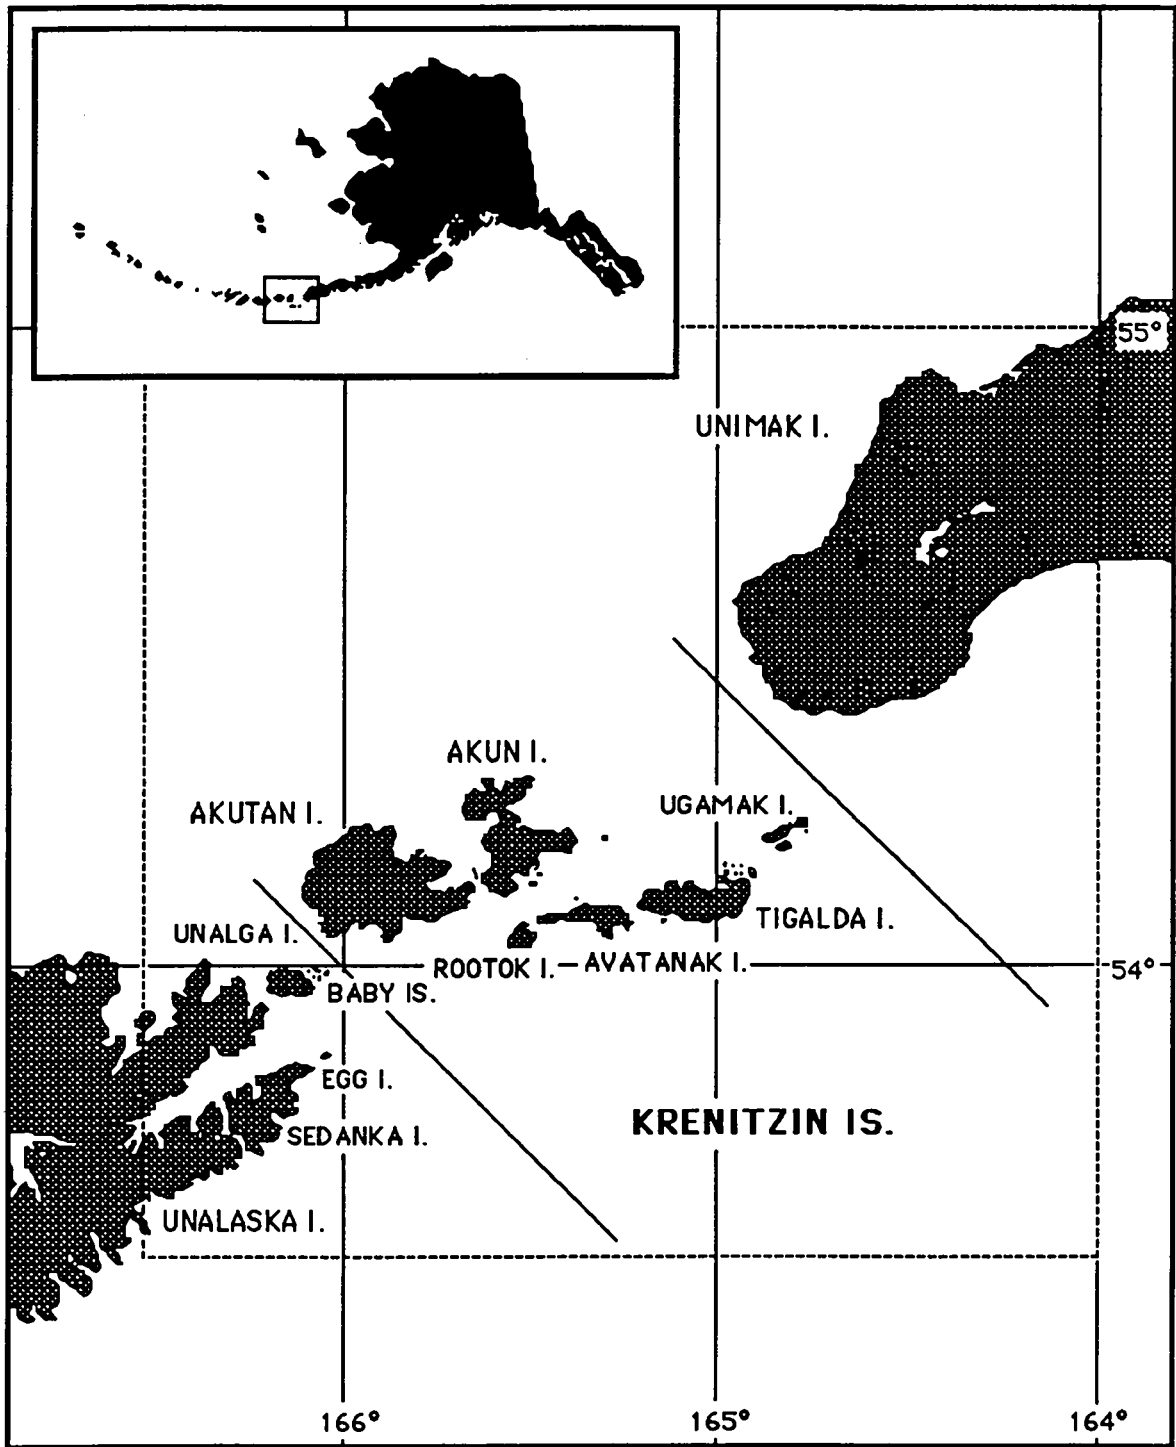 55°
UNIMAK I.
AKUN I.
UGAMAK I.
AKUTAN I.
TIGALDA I.
UNALGA I.
ROOTOK I.
AVATANAK I.
54°
BABY IS.
EGG I.
KRENITZIN IS.
SEDANKA I.
UNALASKA I.
166°
165°
164°